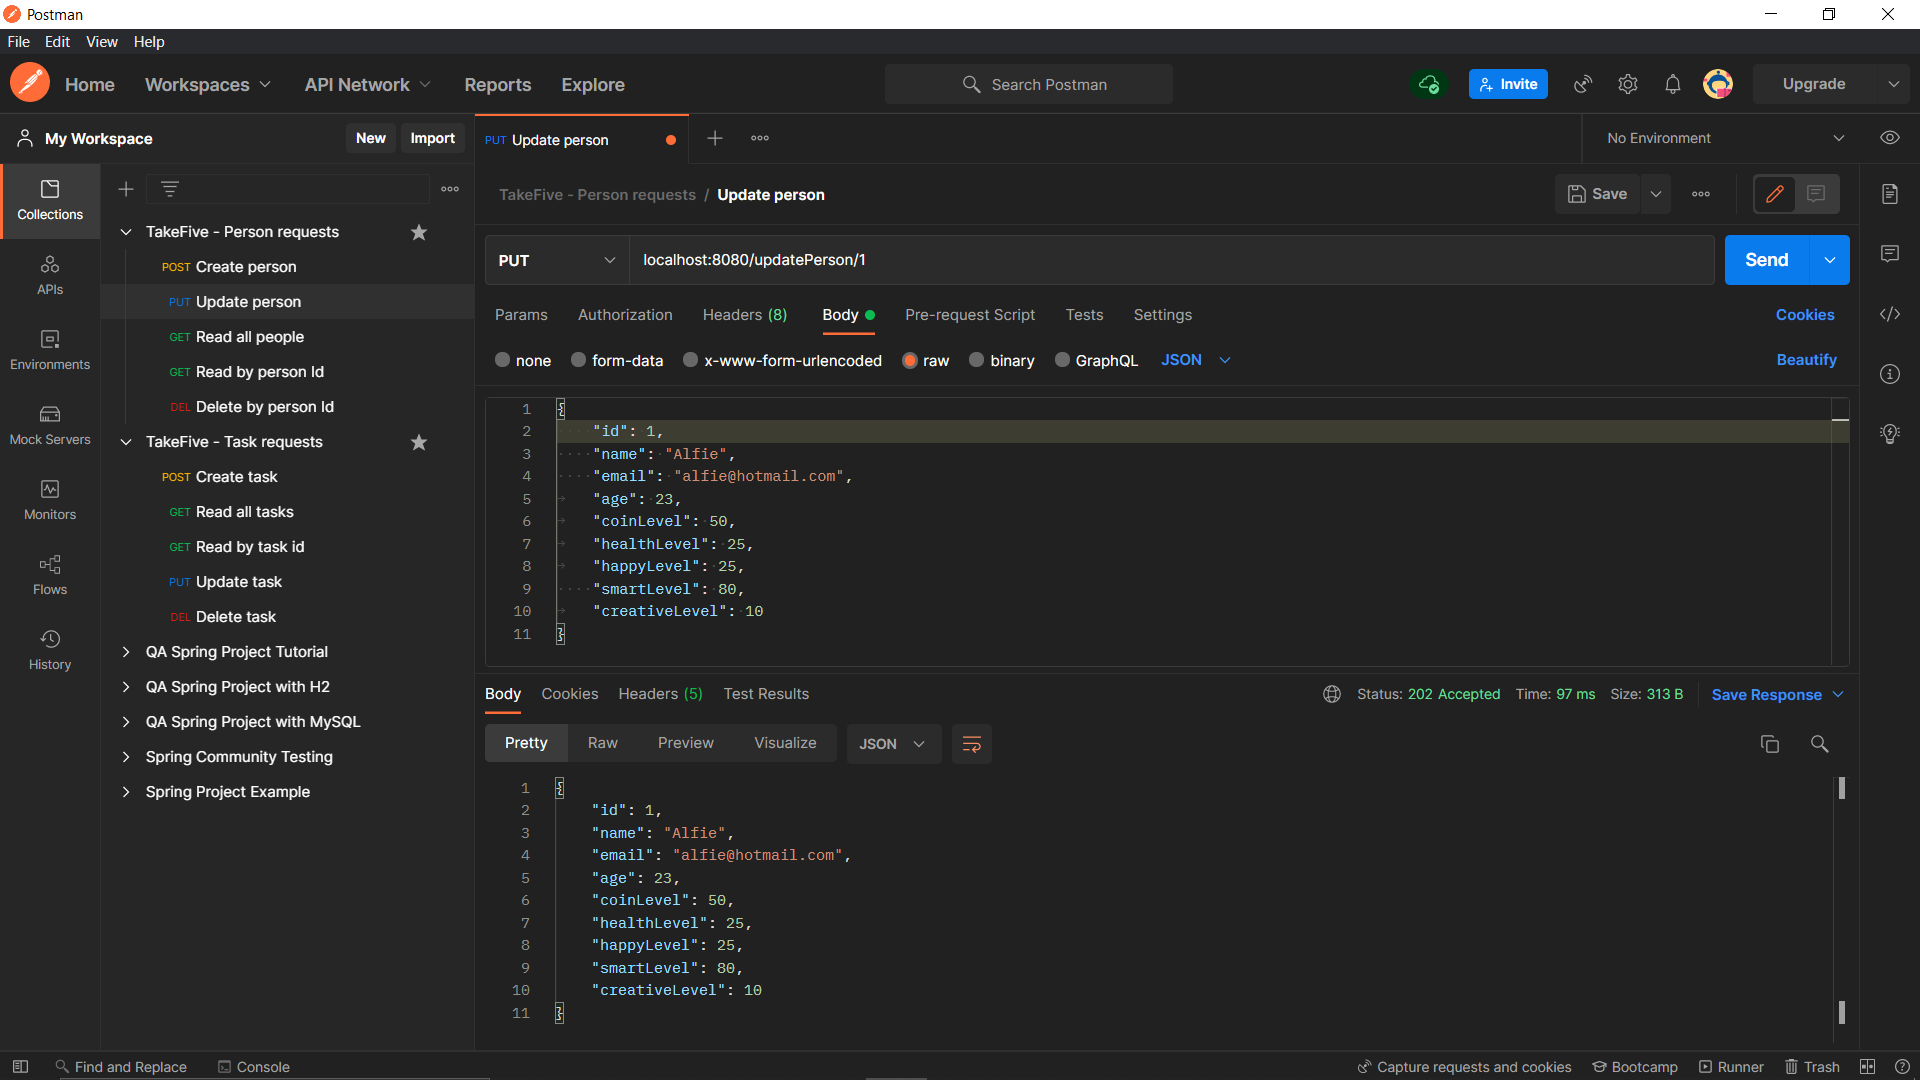 Postman
File Edit View Help
Home Workspaces API Network Reports Explore Search Postman Invite Upgrade
My Workspace New Import PUT Update person No Environment
TakeFive - Person requests / Update person Save
Collections
APIs
Environments
Mock Servers
Monitors
Flows
History
TakeFive - Person requests
POST Create person
PUT Update person
GET Read all people
GET Read by person Id
DEL Delete by person Id
TakeFive - Task requests
POST Create task
GET Read all tasks
GET Read by task id
PUT Update task
DEL Delete task
QA Spring Project Tutorial
QA Spring Project with H2
QA Spring Project with MySQL
Spring Community Testing
Spring Project Example
PUT localhost:8080/updatePerson/1 Send
Params Authorization Headers (8) Body Pre-request Script Tests Settings Cookies
none form-data x-www-form-urlencoded raw binary GraphQL JSON Beautify
1 {
2 "id": 1,
3 "name": "Alfie",
4 "email": "alfie@hotmail.com",
5 "age": 23,
6 "coinLevel": 50,
7 "healthLevel": 25,
8 "happyLevel": 25,
9 "smartLevel": 80,
10 "creativeLevel": 10
11 }
Body Cookies Headers (5) Test Results Status: 202 Accepted Time: 97 ms Size: 313 B Save Response
Pretty Raw Preview Visualize JSON
1 {
2 "id": 1,
3 "name": "Alfie",
4 "email": "alfie@hotmail.com",
5 "age": 23,
6 "coinLevel": 50,
7 "healthLevel": 25,
8 "happyLevel": 25,
9 "smartLevel": 80,
10 "creativeLevel": 10
11 }
Find and Replace Console Capture requests and cookies Bootcamp Runner Trash